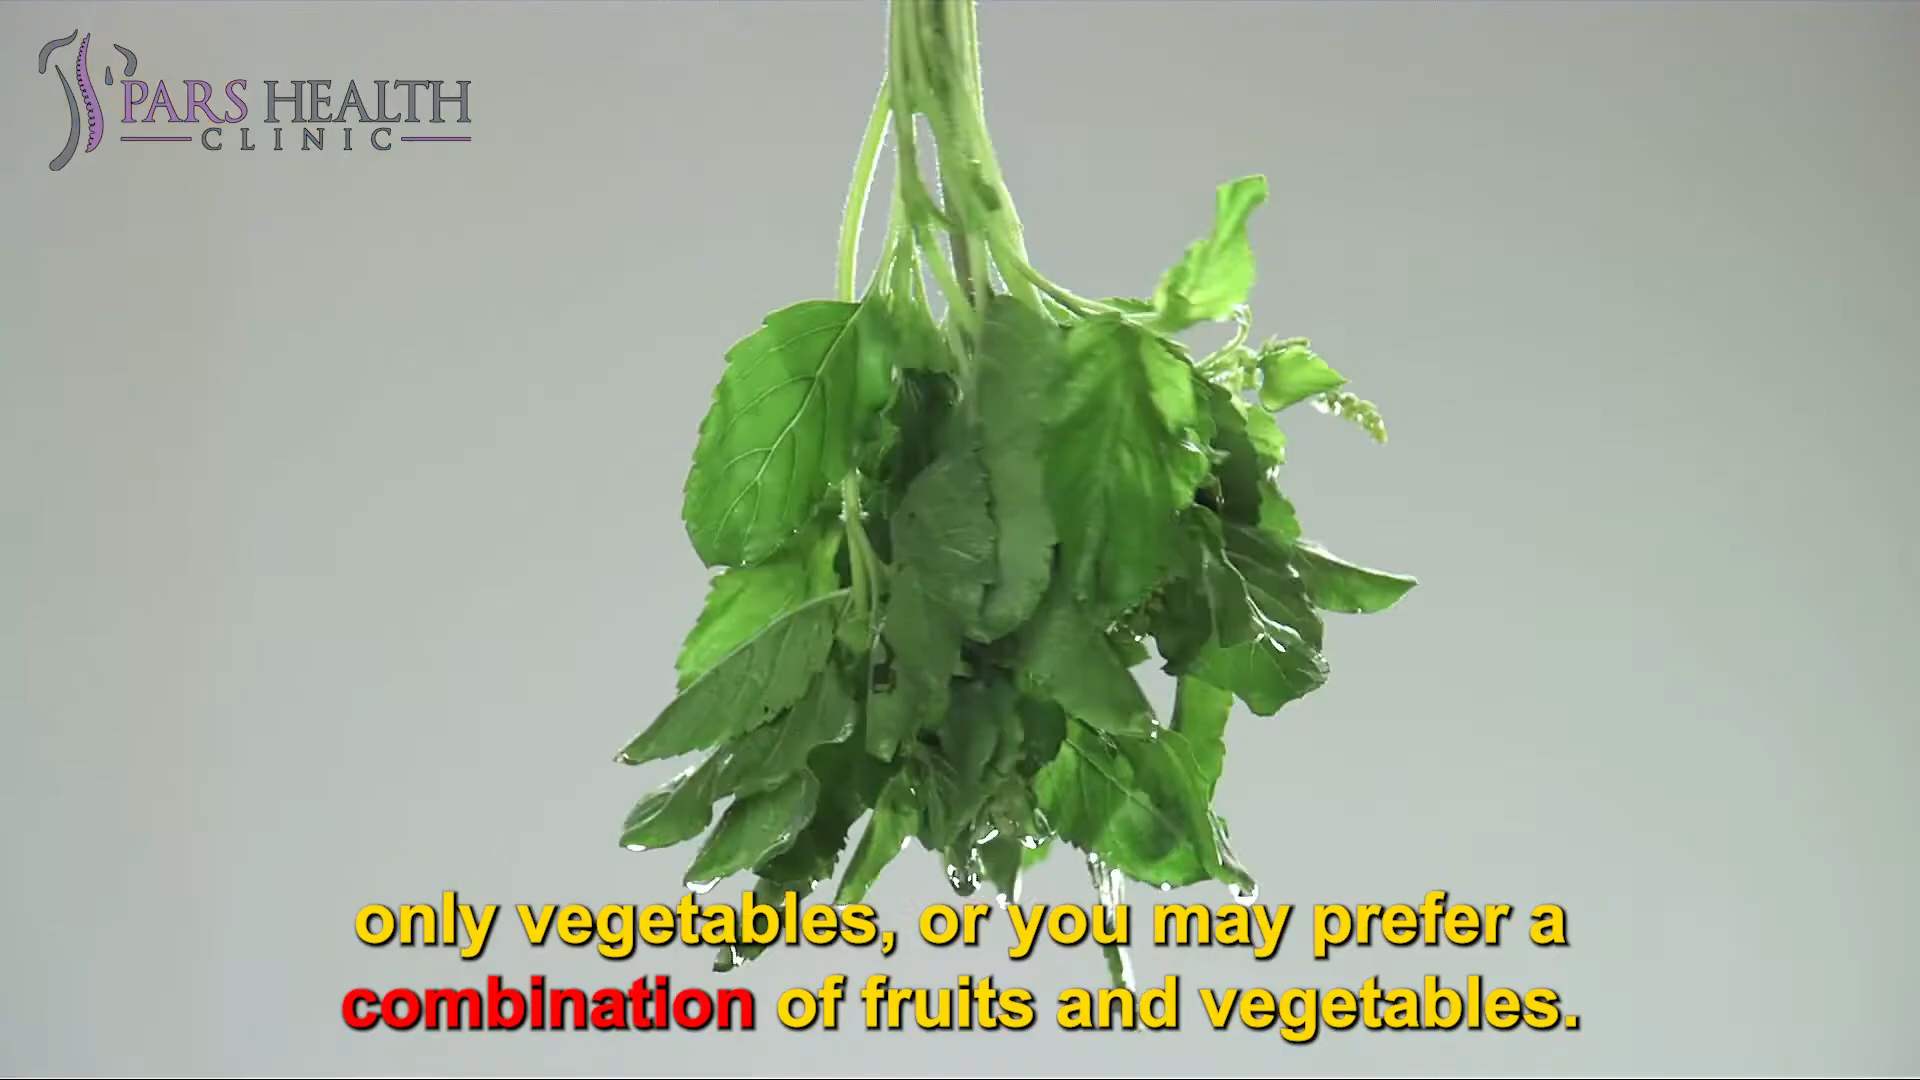 PARS HEALTH
CLINIC
only vegetables, or you may prefer a
combination of fruits and vegetables.